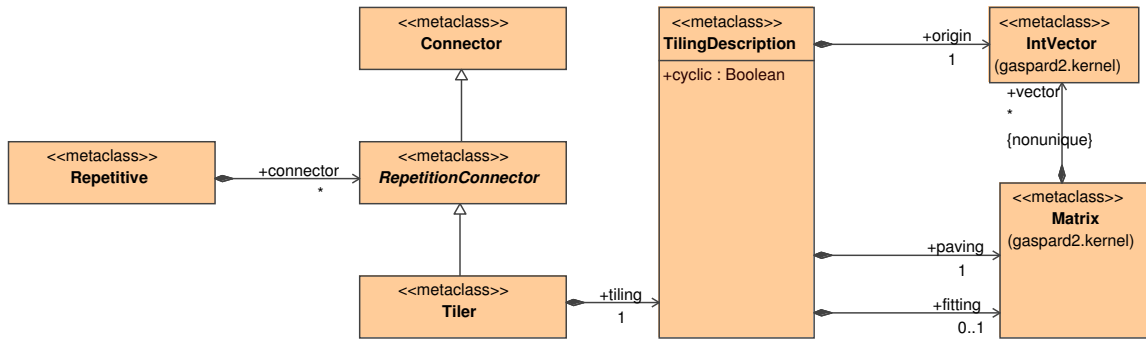 <<metaclass>>
Connector
<<metaclass>>
TilingDescription
+cyclic : Boolean
+origin
1
<<metaclass>>
IntVector
(gaspard2.kernel)
+vector
*
{nonunique}
<<metaclass>>
Repetitive
+connector
*
<<metaclass>>
RepetitionConnector
<<metaclass>>
Matrix
(gaspard2.kernel)
+paving
1
<<metaclass>>
Tiler
+tiling
1
+fitting
0..1